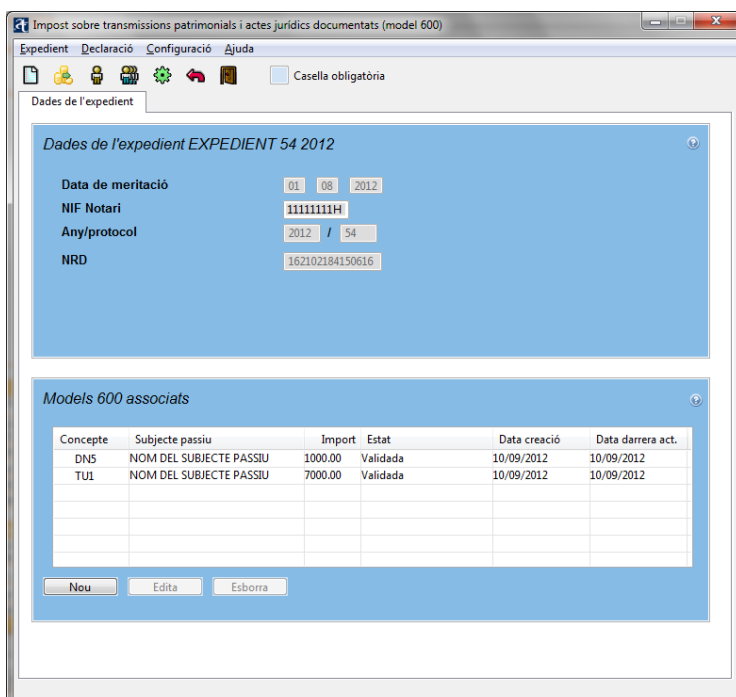 Impost sobre transmissions patrimonials i actes jurídics documentats (model 600)
Expedient Declaració Configuració Ajuda
Casella obligatòria
Dades de l'expedient
Dades de l'expedient EXPEDIENT 54 2012
Data de meritació 01 08 2012
NIF Notari 11111111H
Any/protocol 2012 / 54
NRD 162102184150616
Models 600 associats
Concepte Subjecte passiu Import Estat Data creació Data darrera act.
DN5 NOM DEL SUBJECTE PASSIU 1000.00 Validada 10/09/2012 10/09/2012
TU1 NOM DEL SUBJECTE PASSIU 7000.00 Validada 10/09/2012 10/09/2012
Nou Edita Esborra